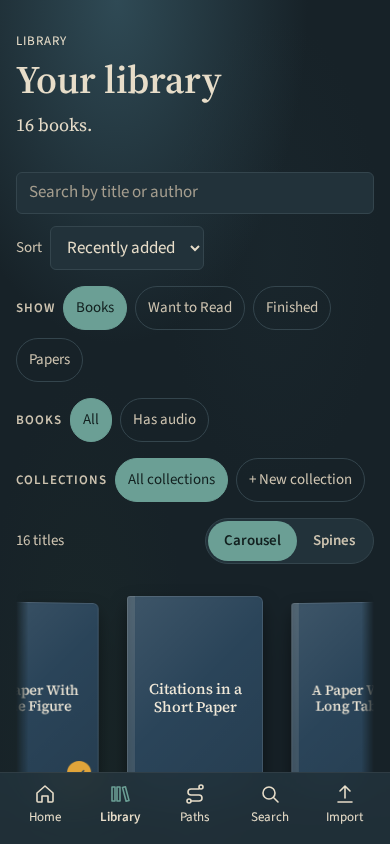 LIBRARY
Your library
16 books.
Search by title or author
Sort Recently added
SHOW Books Want to Read Finished
Papers
BOOKS All Has audio
COLLECTIONS All collections + New collection
16 titles Carousel Spines
With
Figure
Citations in a
Short Paper
A Paper
Long
Home Library Paths Search Import